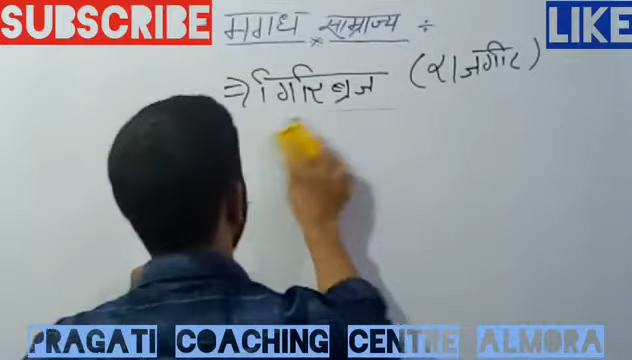 SUBSCRIBE
LIKE
मगध साम्राज्य ÷
⇒ गिरिब्रज (राजगीर)
PRAGATI COACHING CENTRE ALMORA